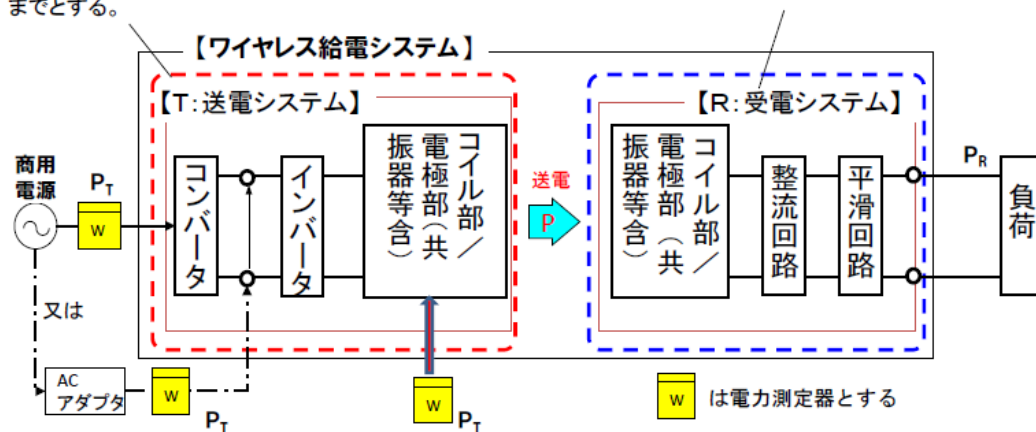 までとする。
【ワイヤレス給電システム】
【T:送電システム】
【R:受電システム】
商用
電源
PT
W
コンバータ
インバータ
コイル部/
電極部(共
振器等含)
送電
P
コイル部/
電極部(共
振器等含)
整流回路
平滑回路
PR
負荷
又は
AC
アダプタ
W
PT
W
PT
W
は電力測定器とする